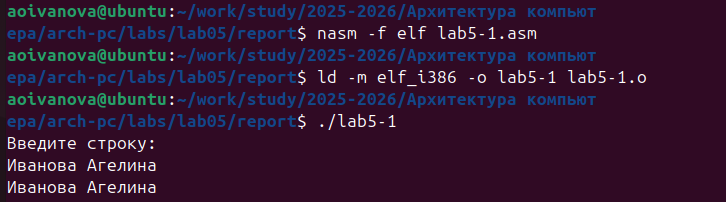 aoivanova@ubuntu:~/work/study/2025-2026/Архитектура компьют
ера/arch-pc/labs/lab05/report$ nasm -f elf lab5-1.asm
aoivanova@ubuntu:~/work/study/2025-2026/Архитектура компьют
ера/arch-pc/labs/lab05/report$ ld -m elf_i386 -o lab5-1 lab5-1.o
aoivanova@ubuntu:~/work/study/2025-2026/Архитектура компьют
ера/arch-pc/labs/lab05/report$ ./lab5-1
Введите строку:
Иванова Агелина
Иванова Агелина